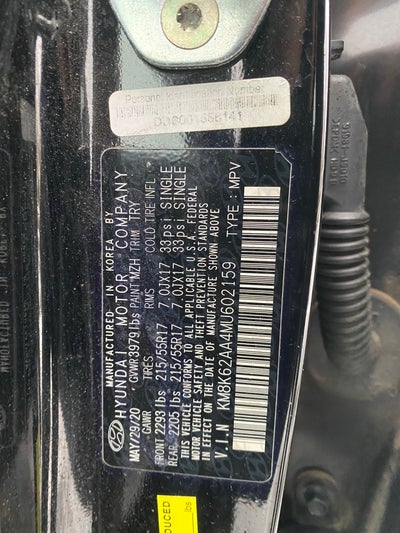 Personal Identification Number
MANUFACTURED IN KOREA BY
HYUNDAI MOTOR COMPANY
MAY/29/20 GVWR 3979 lbs PAINT MZH TRIM TRY
GAWR TIRES RIMS COLD TIRE INFL.
FRONT 2293 lbs 215/55R17 7.0JX17 33psi SINGLE
REAR 2205 lbs 215/55R17 7.0JX17 33psi SINGLE
THIS VEHICLE CONFORMS TO ALL APPLICABLE U.S.A. FEDERAL
MOTOR VEHICLE SAFETY AND THEFT PREVENTION STANDARDS
IN EFFECT ON THE DATE OF MANUFACTURE SHOWN ABOVE.
V.I.N : KM8K62AA4MU602159 TYPE : MPV
DUCED
lbs